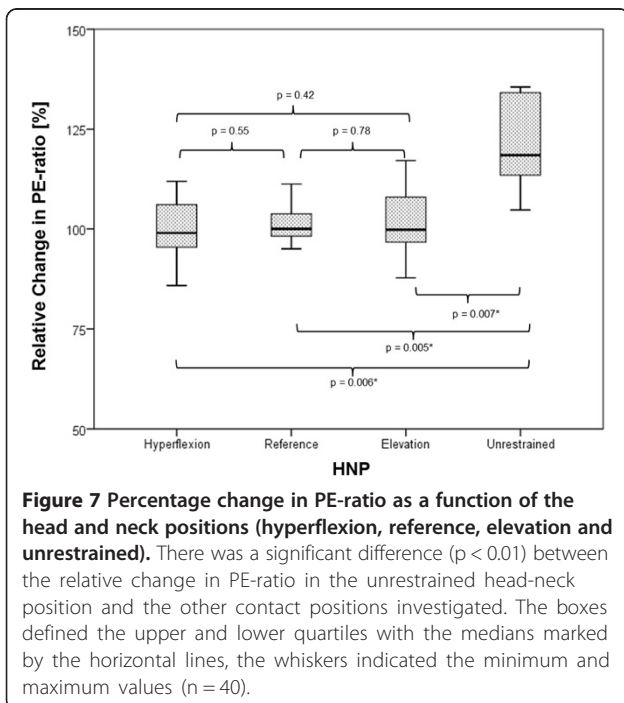 150
125
100
75
50
Relative Change in PE-ratio [%]
p = 0.42
p = 0.55
p = 0.78
p = 0.007*
p = 0.005*
p = 0.006*
Hyperflexion
Reference
Elevation
Unrestrained
HNP
Figure 7 Percentage change in PE-ratio as a function of the
head and neck positions (hyperflexion, reference, elevation and
unrestrained). There was a significant difference (p < 0.01) between
the relative change in PE-ratio in the unrestrained head-neck
position and the other contact positions investigated. The boxes
defined the upper and lower quartiles with the medians marked
by the horizontal lines, the whiskers indicated the minimum and
maximum values (n = 40).